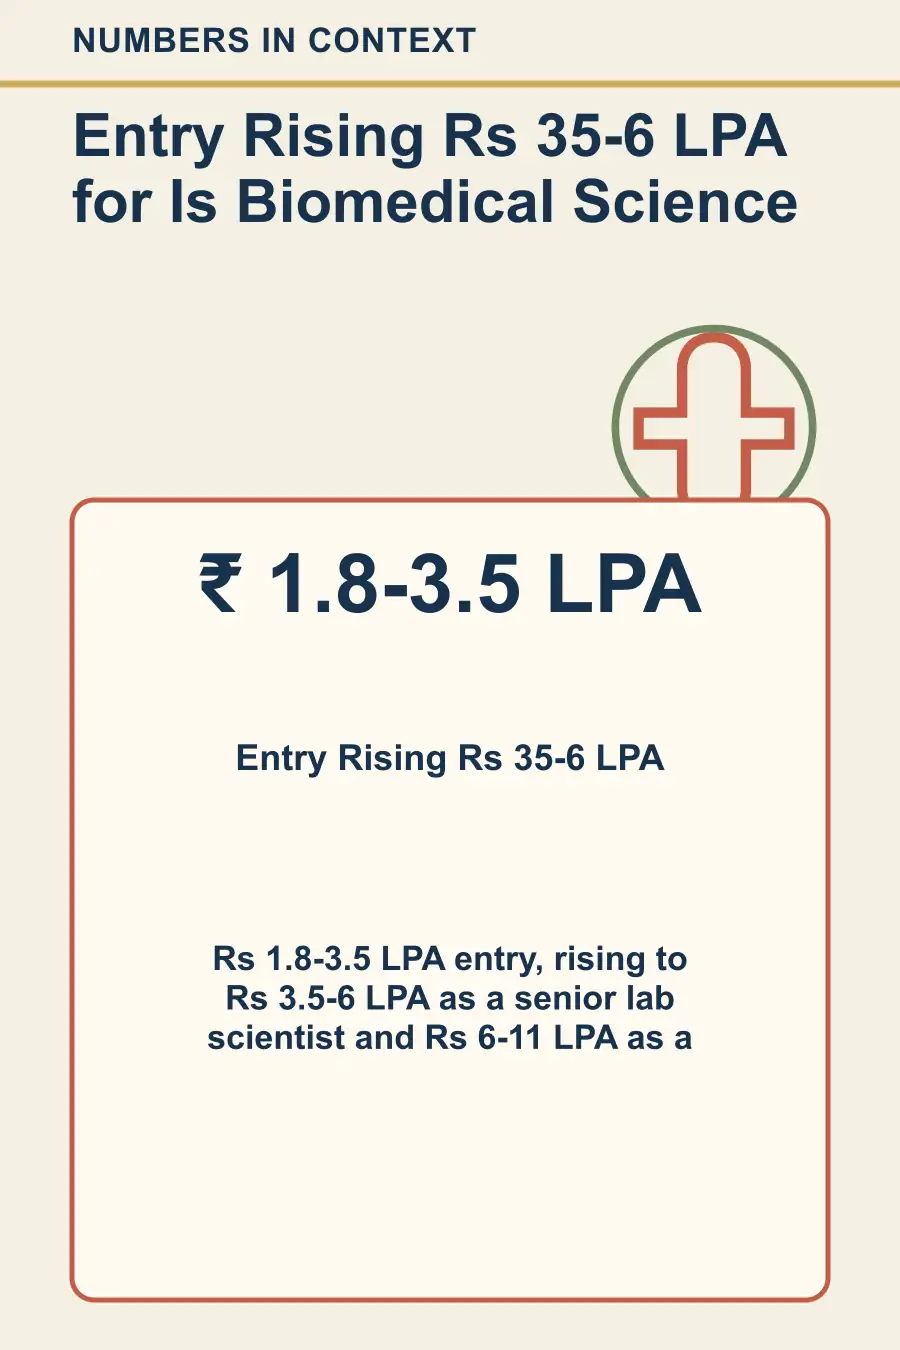 NUMBERS IN CONTEXT
Entry Rising Rs 35-6 LPA
for Is Biomedical Science
₹ 1.8-3.5 LPA
Entry Rising Rs 35-6 LPA
Rs 1.8-3.5 LPA entry, rising to
Rs 3.5-6 LPA as a senior lab
scientist and Rs 6-11 LPA as a